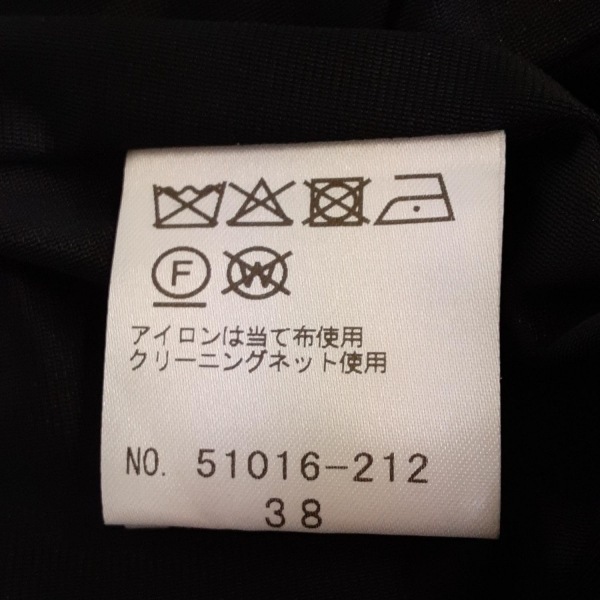 F W
アイロンは当て布使用
クリーニングネット使用
NO. 51016-212
38